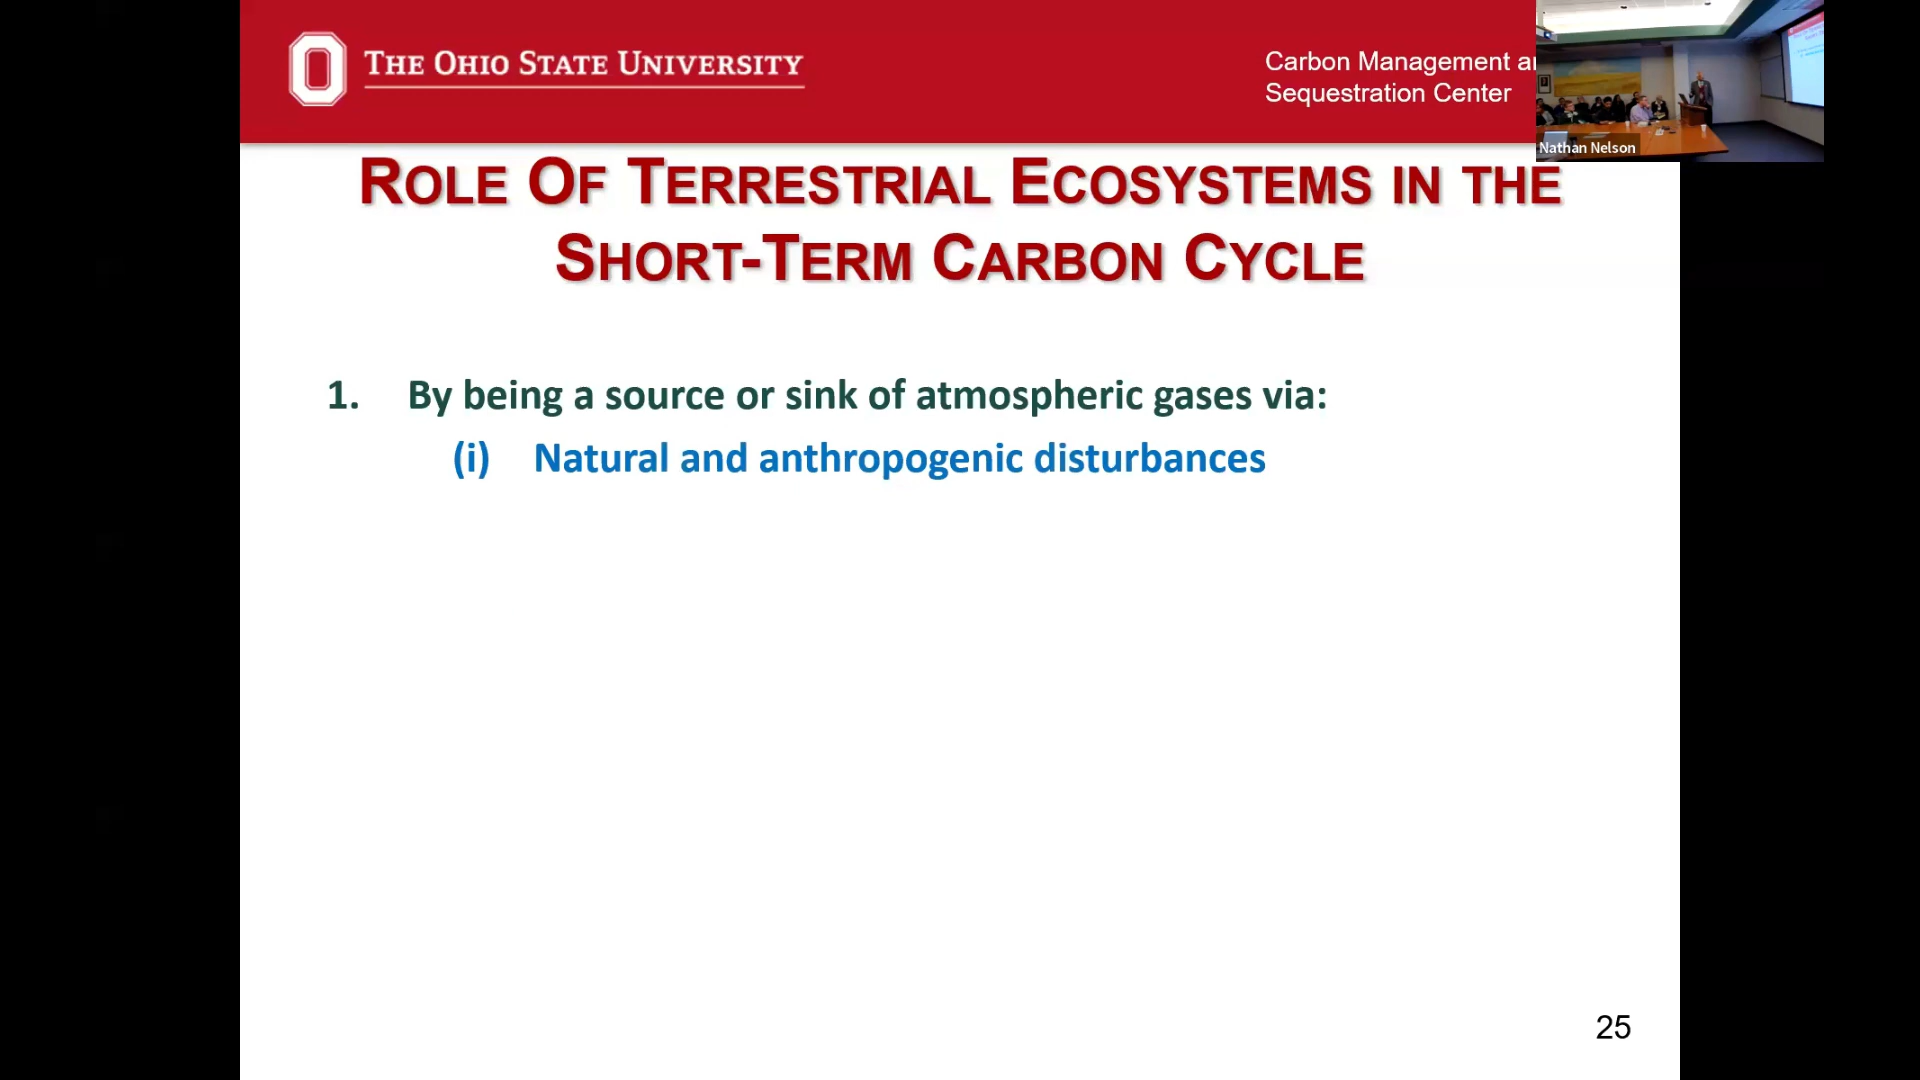 THE OHIO STATE UNIVERSITY
Carbon Management
Sequestration Center
Nathan Nelson
ROLE OF TERRESTRIAL ECOSYSTEMS IN THE
SHORT-TERM CARBON CYCLE
1. By being a source or sink of atmospheric gases via:
(i) Natural and anthropogenic disturbances
25